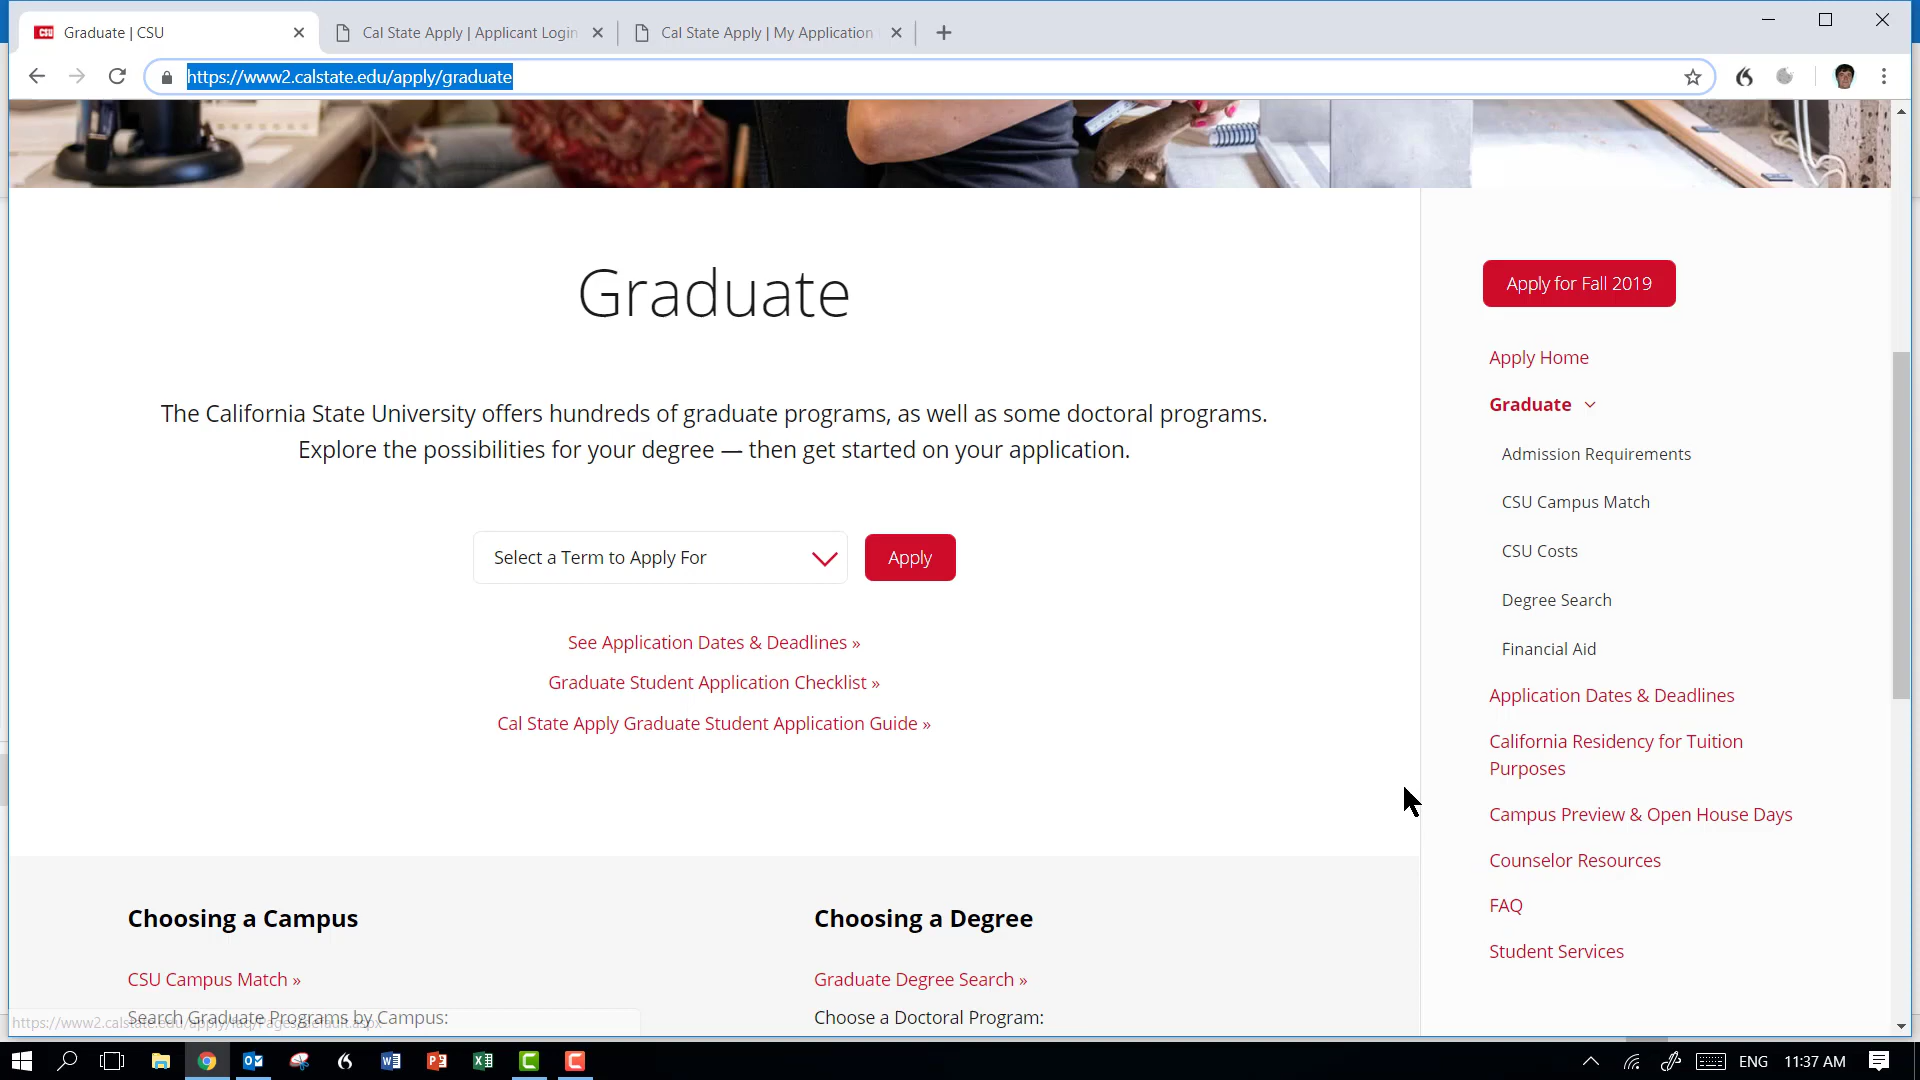 Graduate | CSU
Cal State Apply | Applicant Login
Cal State Apply | My Application
https://www2.calstate.edu/apply/graduate
Graduate
The California State University offers hundreds of graduate programs, as well as some doctoral programs.
Explore the possibilities for your degree — then get started on your application.
Select a Term to Apply For
Apply
See Application Dates & Deadlines »
Graduate Student Application Checklist »
Cal State Apply Graduate Student Application Guide »
Apply for Fall 2019
Apply Home
Graduate
Admission Requirements
CSU Campus Match
CSU Costs
Degree Search
Financial Aid
Application Dates & Deadlines
California Residency for Tuition
Purposes
Campus Preview & Open House Days
Counselor Resources
FAQ
Student Services
Choosing a Campus
CSU Campus Match »
Search Graduate Programs by Campus:
Choosing a Degree
Graduate Degree Search »
Choose a Doctoral Program:
https://www2.calstate.edu/apply/faq/Pages/default.aspx
ENG
11:37 AM